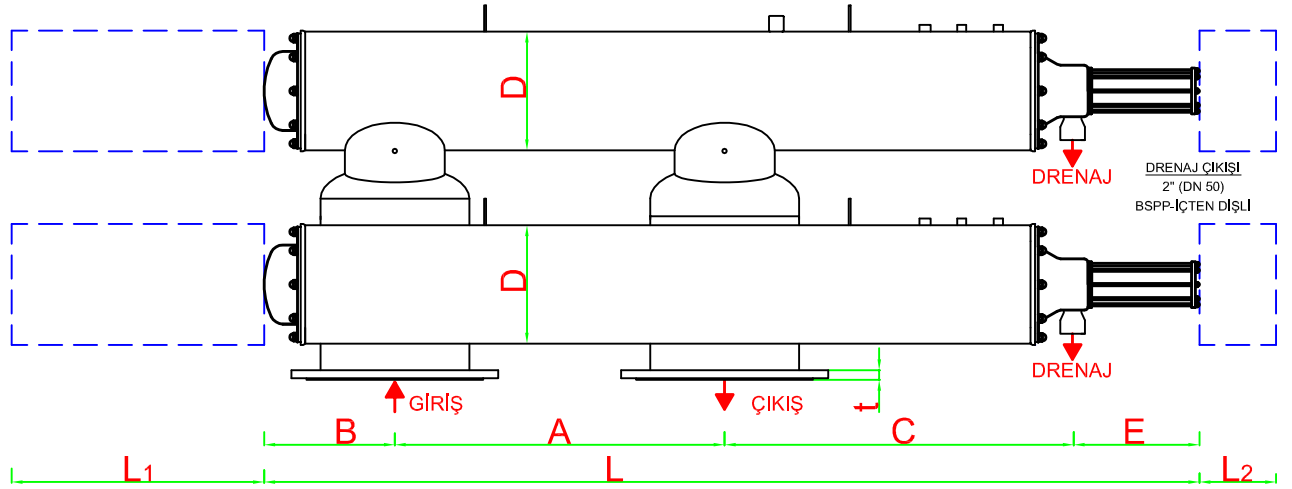 D
DRENAJ
DRENAJ ÇIKIŞI
2" (DN 50)
BSPP-İÇTEN DİŞLİ
D
DRENAJ
GİRİŞ
ÇIKIŞ
t
B
A
C
E
L1
L
L2